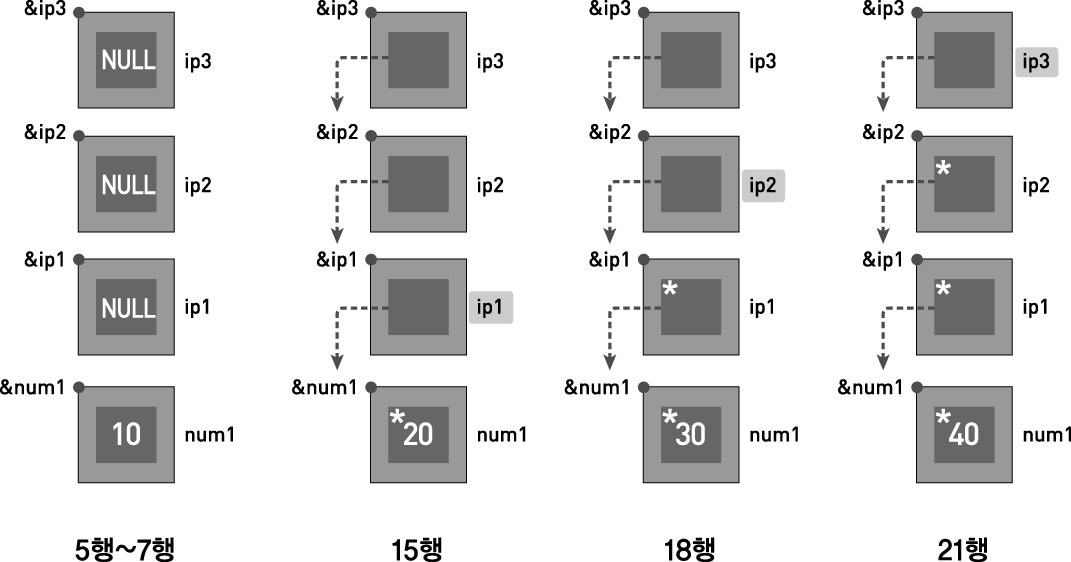 &ip3 &ip3 &ip3 &ip3
NULL ip3 ip3 ip3 ip3
&ip2 &ip2 &ip2 &ip2
NULL ip2 ip2 ip2 * ip2
&ip1 &ip1 &ip1 &ip1
NULL ip1 ip1 * ip1 * ip1
&num1 &num1 &num1 &num1
10 num1 *20 num1 *30 num1 *40 num1
5행~7행 15행 18행 21행